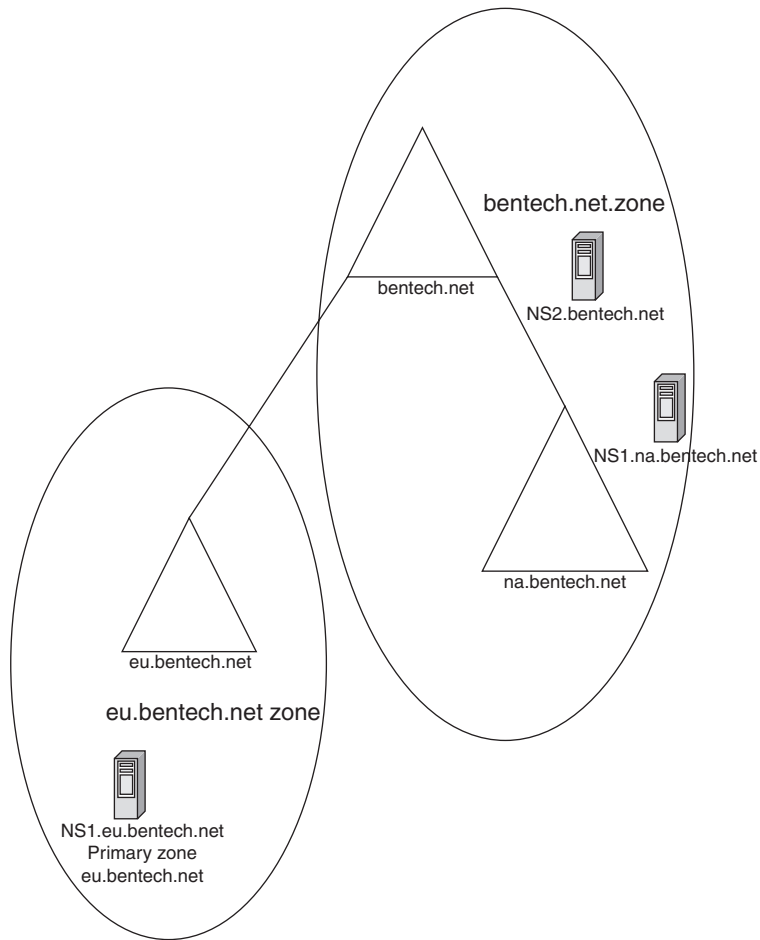 bentech.net.zone
bentech.net
NS2.bentech.net
NS1.na.bentech.net
na.bentech.net
eu.bentech.net
eu.bentech.net zone
NS1.eu.bentech.net
Primary zone
eu.bentech.net